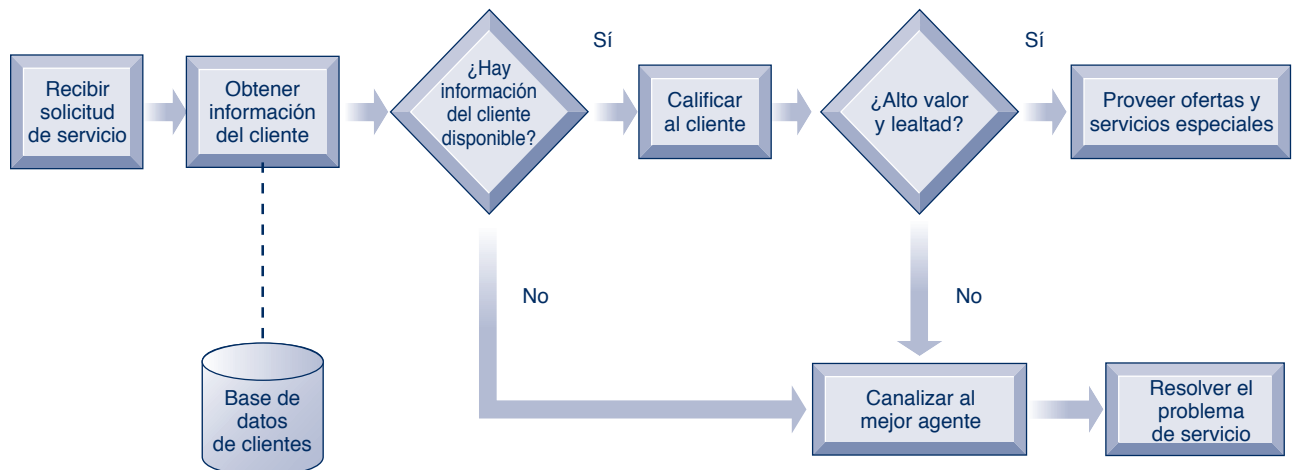 Recibir
solicitud
de servicio
Obtener
información
del cliente
¿Hay
información
del cliente
disponible?
Sí
Calificar
al cliente
¿Alto valor
y lealtad?
Sí
Proveer ofertas y
servicios especiales
No
No
Base de
datos
de clientes
Canalizar al
mejor agente
Resolver el
problema
de servicio